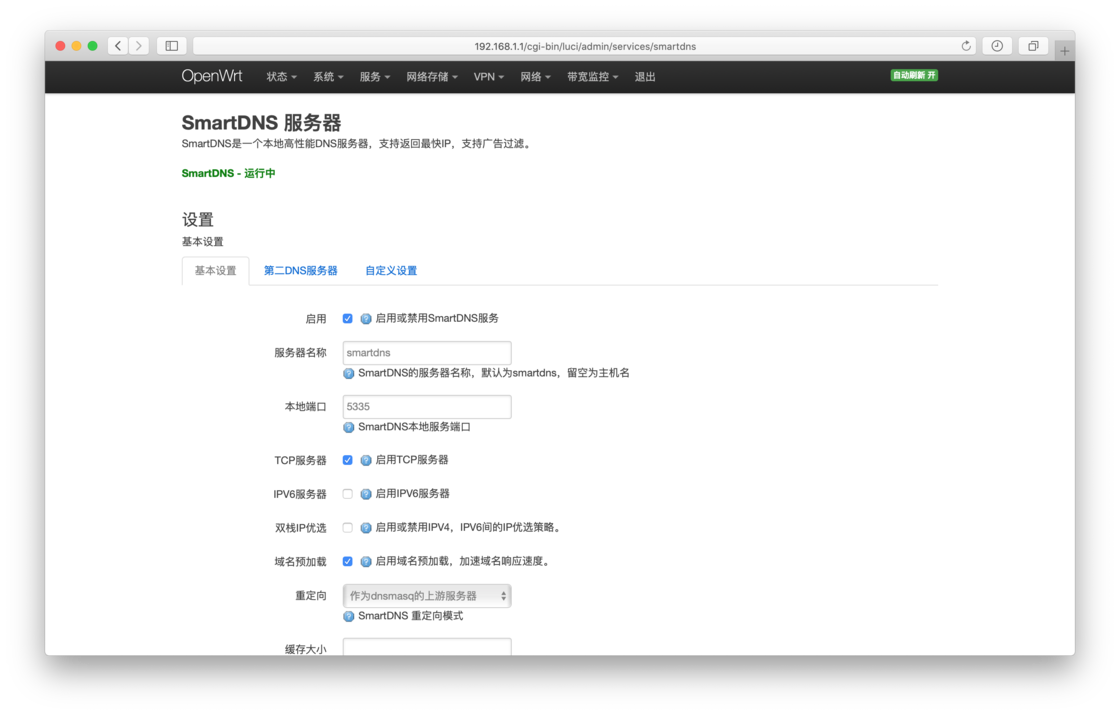 192.168.1.1/cgi-bin/luci/admin/services/smartdns
OpenWrt 状态 系统 服务 网络存储 VPN 网络 带宽监控 退出 自动刷新 开
SmartDNS 服务器
SmartDNS是一个本地高性能DNS服务器，支持返回最快IP，支持广告过滤。
SmartDNS - 运行中
设置
基本设置
基本设置 第二DNS服务器 自定义设置
启用 启用或禁用SmartDNS服务
服务器名称 smartdns
SmartDNS的服务器名称，默认为smartdns，留空为主机名
本地端口 5335
SmartDNS本地服务端口
TCP服务器 启用TCP服务器
IPV6服务器 启用IPV6服务器
双栈IP优选 启用或禁用IPV4，IPV6间的IP优选策略。
域名预加载 启用域名预加载，加速域名响应速度。
重定向 作为dnsmasq的上游服务器
SmartDNS 重定向模式
缓存大小